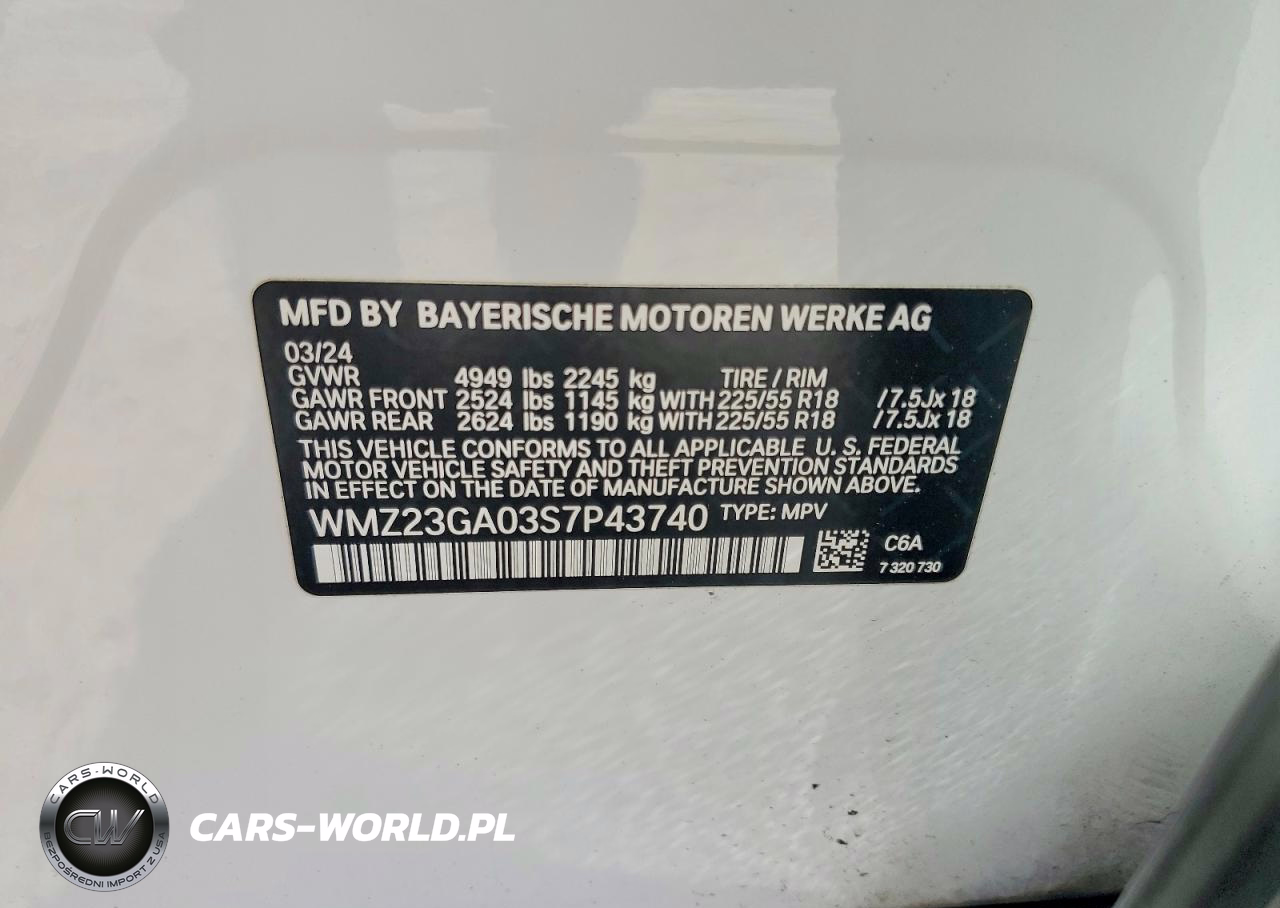 MFD BY BAYERISCHE MOTOREN WERKE AG
03/24
GVWR 4949 lbs 2245 kg TIRE / RIM
GAWR FRONT 2524 lbs 1145 kg WITH 225/55 R18 /7.5Jx 18
GAWR REAR 2624 lbs 1190 kg WITH 225/55 R18 /7.5Jx 18
THIS VEHICLE CONFORMS TO ALL APPLICABLE U. S. FEDERAL
MOTOR VEHICLE SAFETY AND THEFT PREVENTION STANDARDS
IN EFFECT ON THE DATE OF MANUFACTURE SHOWN ABOVE.
WMZ23GA03S7P43740 TYPE: MPV
C6A
7 320 730
CARS-WORLD
CW
BEZPOŚREDNI IMPORT Z USA
CARS-WORLD.PL